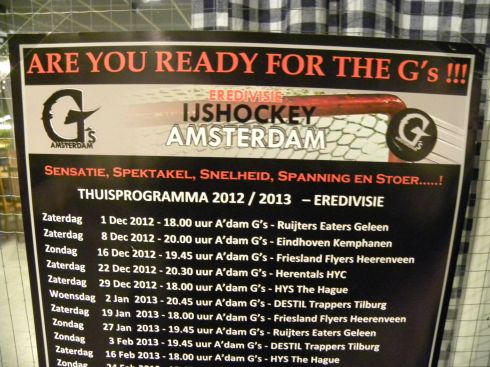 ARE YOU READY FOR THE G's !!!
G's
AMSTERDAM
EREDIVISIE
IJSHOCKEY
AMSTERDAM
G's
SENSATIE, SPEKTAKEL, SNELHEID, SPANNING EN STOER.....!
THUISPROGRAMMA 2012 / 2013 – EREDIVISIE
Zaterdag 1 Dec 2012 - 18.00 uur A'dam G's - Ruijters Eaters Geleen
Zaterdag 8 Dec 2012 - 20.00 uur A'dam G's - Eindhoven Kemphanen
Zondag 16 Dec 2012 - 19.45 uur A'dam G's - Friesland Flyers Heerenveen
Zaterdag 22 Dec 2012 - 20.30 uur A'dam G's - Herentals HYC
Zaterdag 29 Dec 2012 - 18.00 uur A'dam G's - HYS The Hague
Woensdag 2 Jan 2013 - 20.45 uur A'dam G's - DESTIL Trappers Tilburg
Zaterdag 19 Jan 2013 - 18.00 uur A'dam G's - Friesland Flyers Heerenveen
Zondag 27 Jan 2013 - 19.45 uur A'dam G's - Ruijters Eaters Geleen
Zondag 3 Feb 2013 - 19.45 uur A'dam G's - DESTIL Trappers Tilburg
Zaterdag 16 Feb 2013 - 18.00 uur A'dam G's - HYS The Hague
Zondag 24 Feb 2013